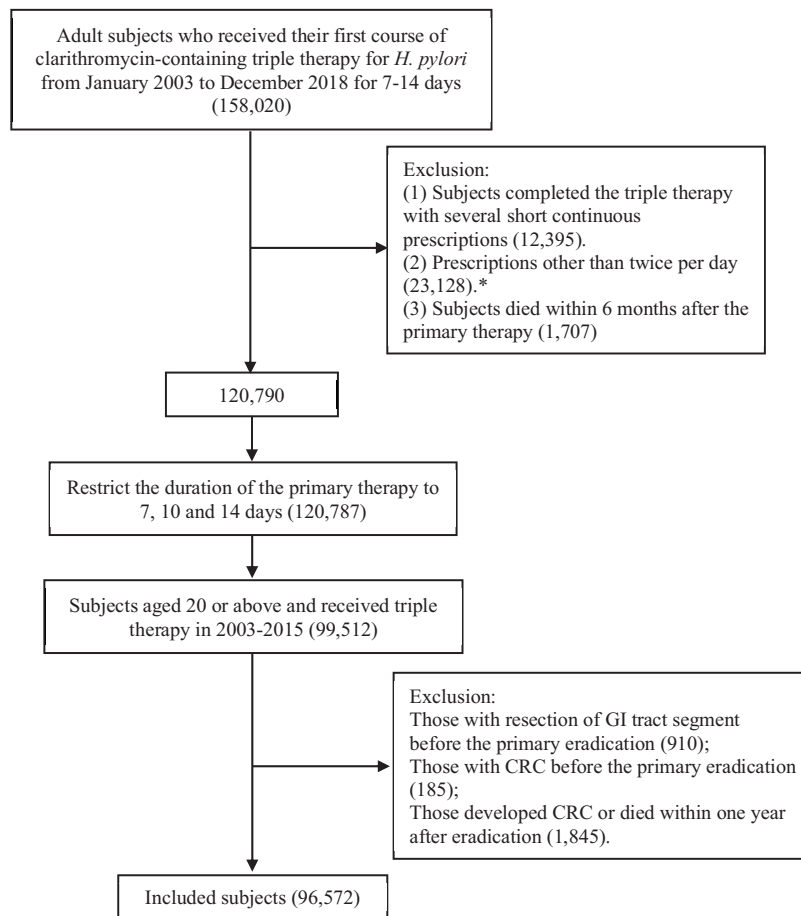 Adult subjects who received their first course of
clarithromycin-containing triple therapy for H. pylori
from January 2003 to December 2018 for 7-14 days
(158,020)
Exclusion:
(1) Subjects completed the triple therapy
with several short continuous
prescriptions (12,395).
(2) Prescriptions other than twice per day
(23,128).*
(3) Subjects died within 6 months after the
primary therapy (1,707)
120,790
Restrict the duration of the primary therapy to
7, 10 and 14 days (120,787)
Subjects aged 20 or above and received triple
therapy in 2003-2015 (99,512)
Exclusion:
Those with resection of GI tract segment
before the primary eradication (910);
Those with CRC before the primary eradication
(185);
Those developed CRC or died within one year
after eradication (1,845).
Included subjects (96,572)